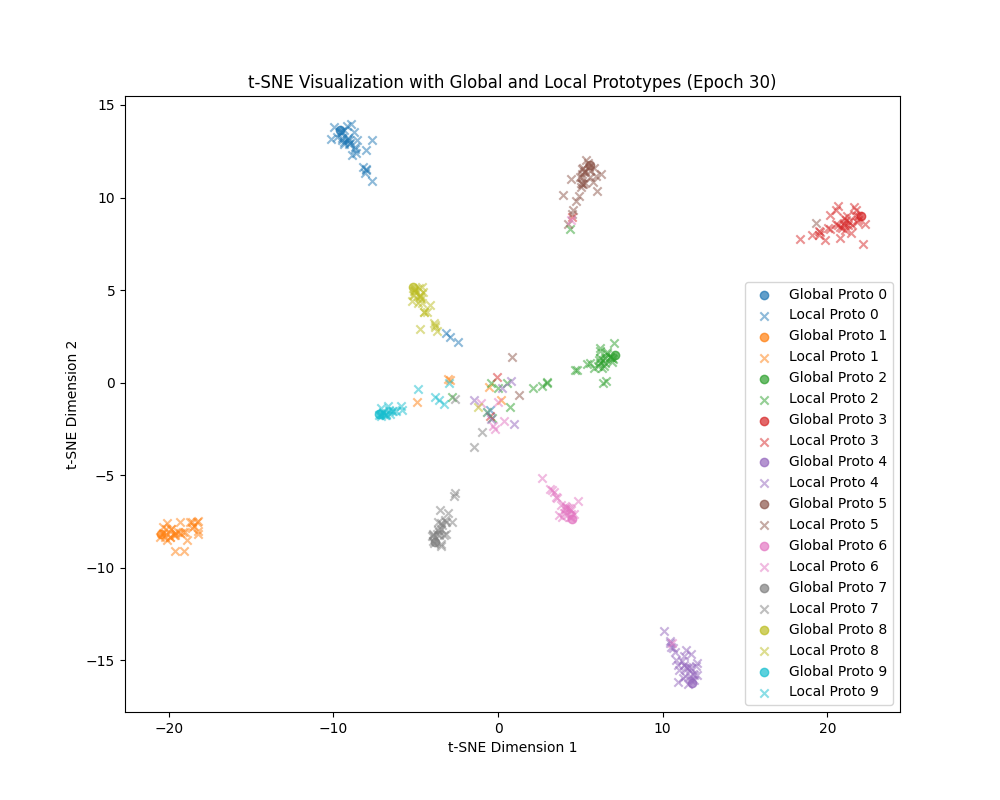 t-SNE Visualization with Global and Local Prototypes (Epoch 30)
15
10
5
0
−5
−10
−15
t-SNE Dimension 2
−20
−10
0
10
20
t-SNE Dimension 1
Global Proto 0
Local Proto 0
Global Proto 1
Local Proto 1
Global Proto 2
Local Proto 2
Global Proto 3
Local Proto 3
Global Proto 4
Local Proto 4
Global Proto 5
Local Proto 5
Global Proto 6
Local Proto 6
Global Proto 7
Local Proto 7
Global Proto 8
Local Proto 8
Global Proto 9
Local Proto 9